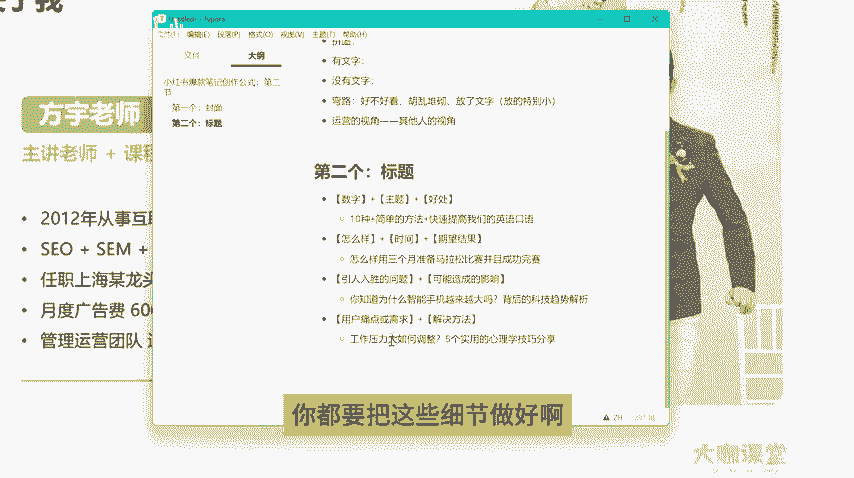 方宇老师
主讲老师 + 课程
• 2012年从事互联
• SEO + SEM +
• 任职上海某龙头
• 月度广告费 600
• 管理运营团队
Untitled - Typora
文件(F) 编辑(E) 段落(P) 格式(O) 视图(V) 主题(T) 帮助(H)
文件 大纲
小红书爆款笔记创作公式：第二节
第一个：封面
第二个：标题
• 有文字：
• 没有文字：
• 弯路：好不好看、胡乱堆砌、放了文字（放的特别小）
• 运营的视角——其他人的视角
第二个：标题
• 【数字】+【主题】+【好处】
○ 10种+简单的方法+快速提高我们的英语口语
• 【怎么样】+【时间】+【期望结果】
○ 怎么样用三个月准备马拉松比赛并且成功完赛
• 【引人入胜的问题】+【可能造成的影响】
○ 你知道为什么智能手机越来越大吗？背后的科技趋势解析
• 【用户痛点或需求】+【解决方法】
○ 工作压力大如何调整？5个实用的心理学技巧分享
你都要把这些细节做好啊
大咖课堂